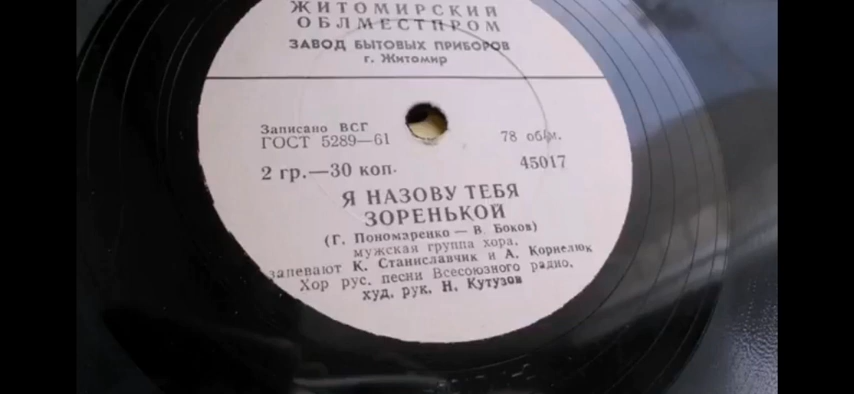 ЖИТОМИРСКИЙ
ОБЛМЕСТПРОМ
ЗАВОД БЫТОВЫХ ПРИБОРОВ
г. Житомир
Записано ВСГ
ГОСТ 5289—61
78 об/м.
2 гр.—30 коп.
45017
Я НАЗОВУ ТЕБЯ
ЗОРЕНЬКОЙ
(Г. Пономаренко — В. Боков)
мужская группа хора,
запевают К. Станиславчик и А. Корнелюк
Хор рус. песни Всесоюзного радио,
худ. рук. Н. Кутузов